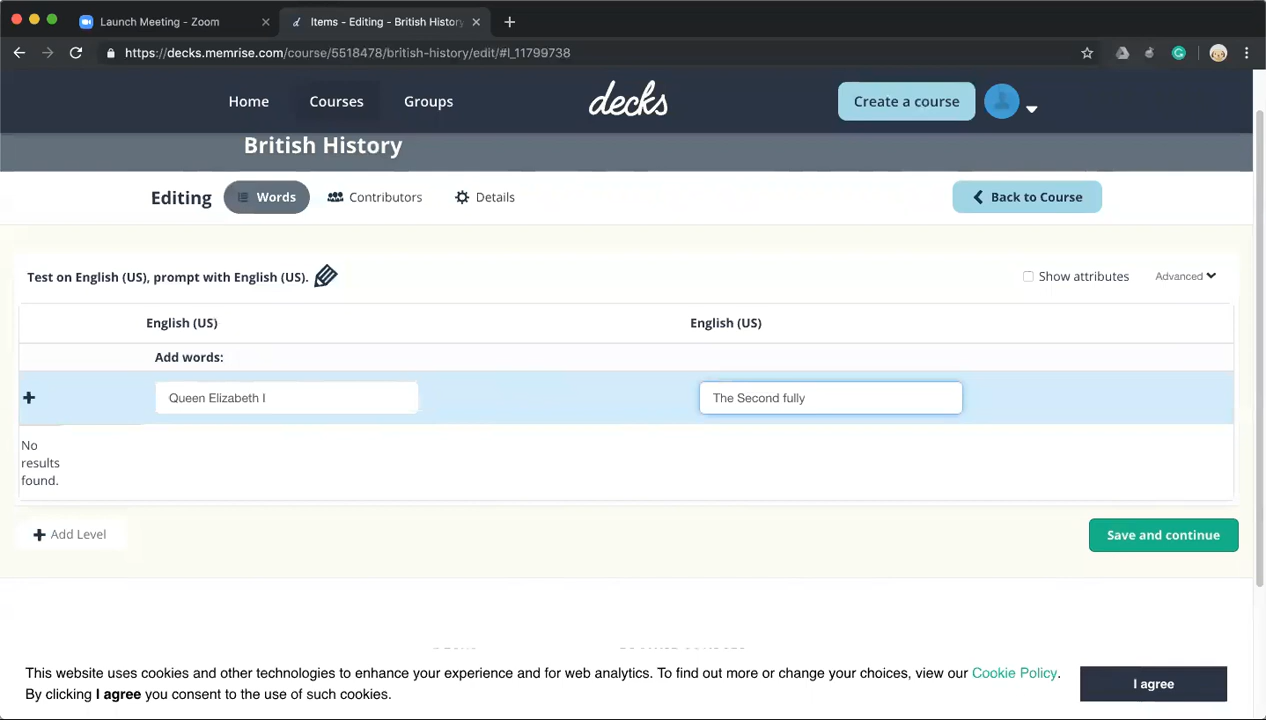 Launch Meeting - Zoom
Items - Editing - British History
https://decks.memrise.com/course/5518478/british-history/edit/#l_11799738
Home Courses Groups decks Create a course
British History
Editing Words Contributors Details Back to Course
Test on English (US), prompt with English (US). Show attributes Advanced
English (US) English (US)
Add words:
Queen Elizabeth I The Second fully
No
results
found.
Add Level Save and continue
This website uses cookies and other technologies to enhance your experience and for web analytics. To find out more or change your choices, view our Cookie Policy.
By clicking I agree you consent to the use of such cookies.
I agree